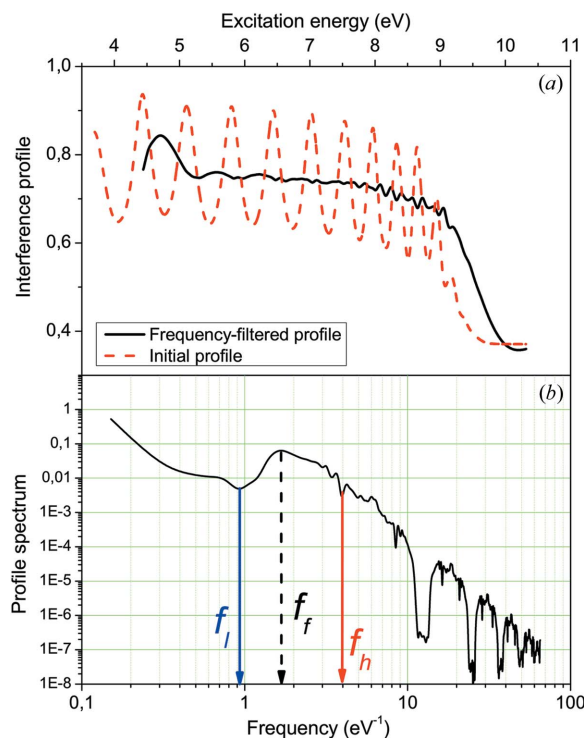 Excitation energy (eV)
4 5 6 7 8 9 10 11
(a)
1,0
0,8
0,6
0,4
Interference profile
Frequency-filtered profile
Initial profile
(b)
1
0,1
0,01
1E-3
1E-4
1E-5
1E-6
1E-7
1E-8
Profile spectrum
f_l
f_f
f_h
0,1 1 10 100
Frequency (eV⁻¹)